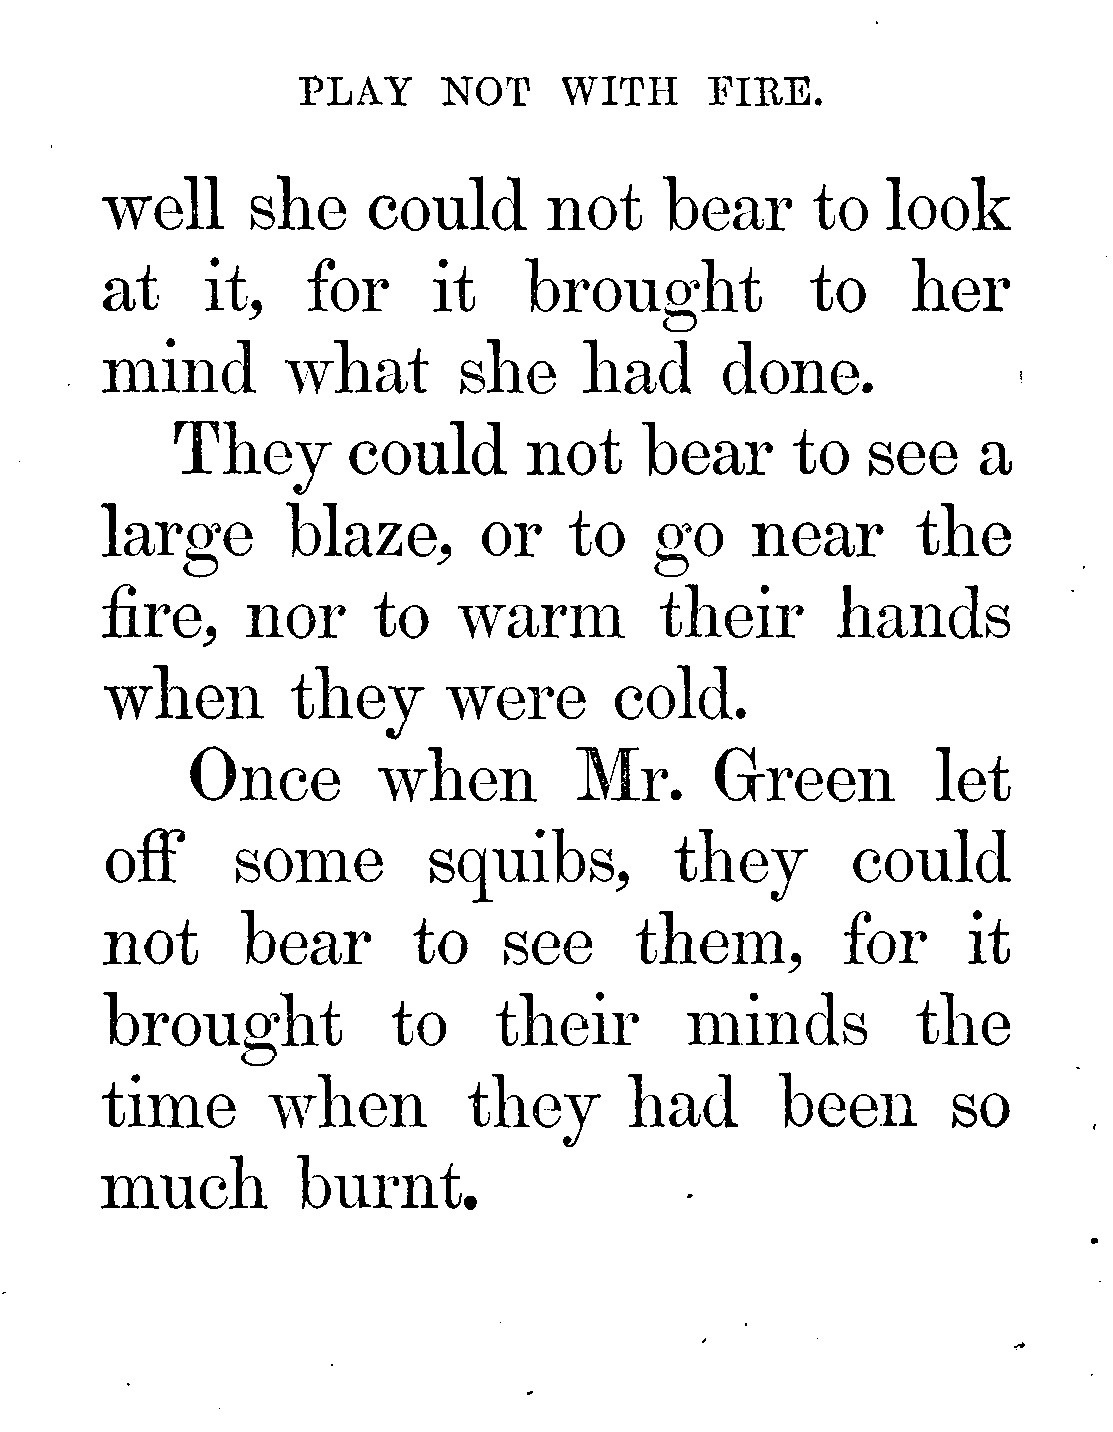 PLAY NOT WITH FIRE.
well she could not bear to look
at it, for it brought to her
mind what she had done.
They could not bear to see a
large blaze, or to go near the
fire, nor to warm their hands
when they were cold.
Once when Mr. Green let
off some squibs, they could
not bear to see them, for it
brought to their minds the
time when they had been so
much burnt.